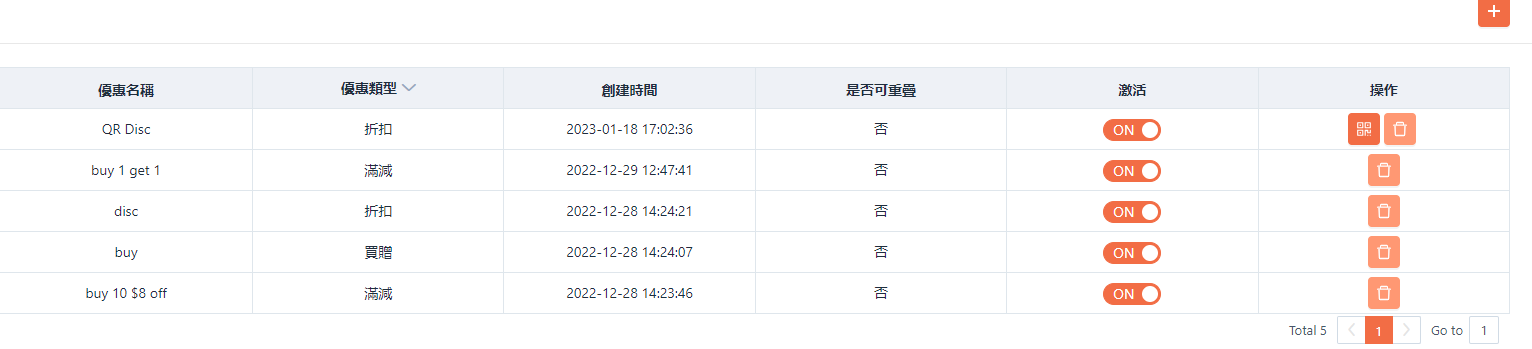 優惠名稱 優惠類型 創建時間 是否可重疊 激活 操作
QR Disc 折扣 2023-01-18 17:02:36 否 ON
buy 1 get 1 滿減 2022-12-29 12:47:41 否 ON
disc 折扣 2022-12-28 14:24:21 否 ON
buy 買贈 2022-12-28 14:24:07 否 ON
buy 10 $8 off 滿減 2022-12-28 14:23:46 否 ON
Total 5 1 Go to 1